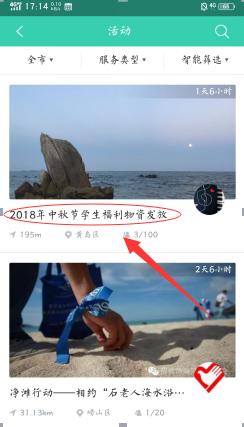 17:14
活动
全市 服务类型 智能筛选
1天6小时
2018年中秋节学生福利物资发放
195m 黄岛区 3/100
2天6小时
净滩行动——相约“石老人海水浴…
31.13km 崂山区 1/20